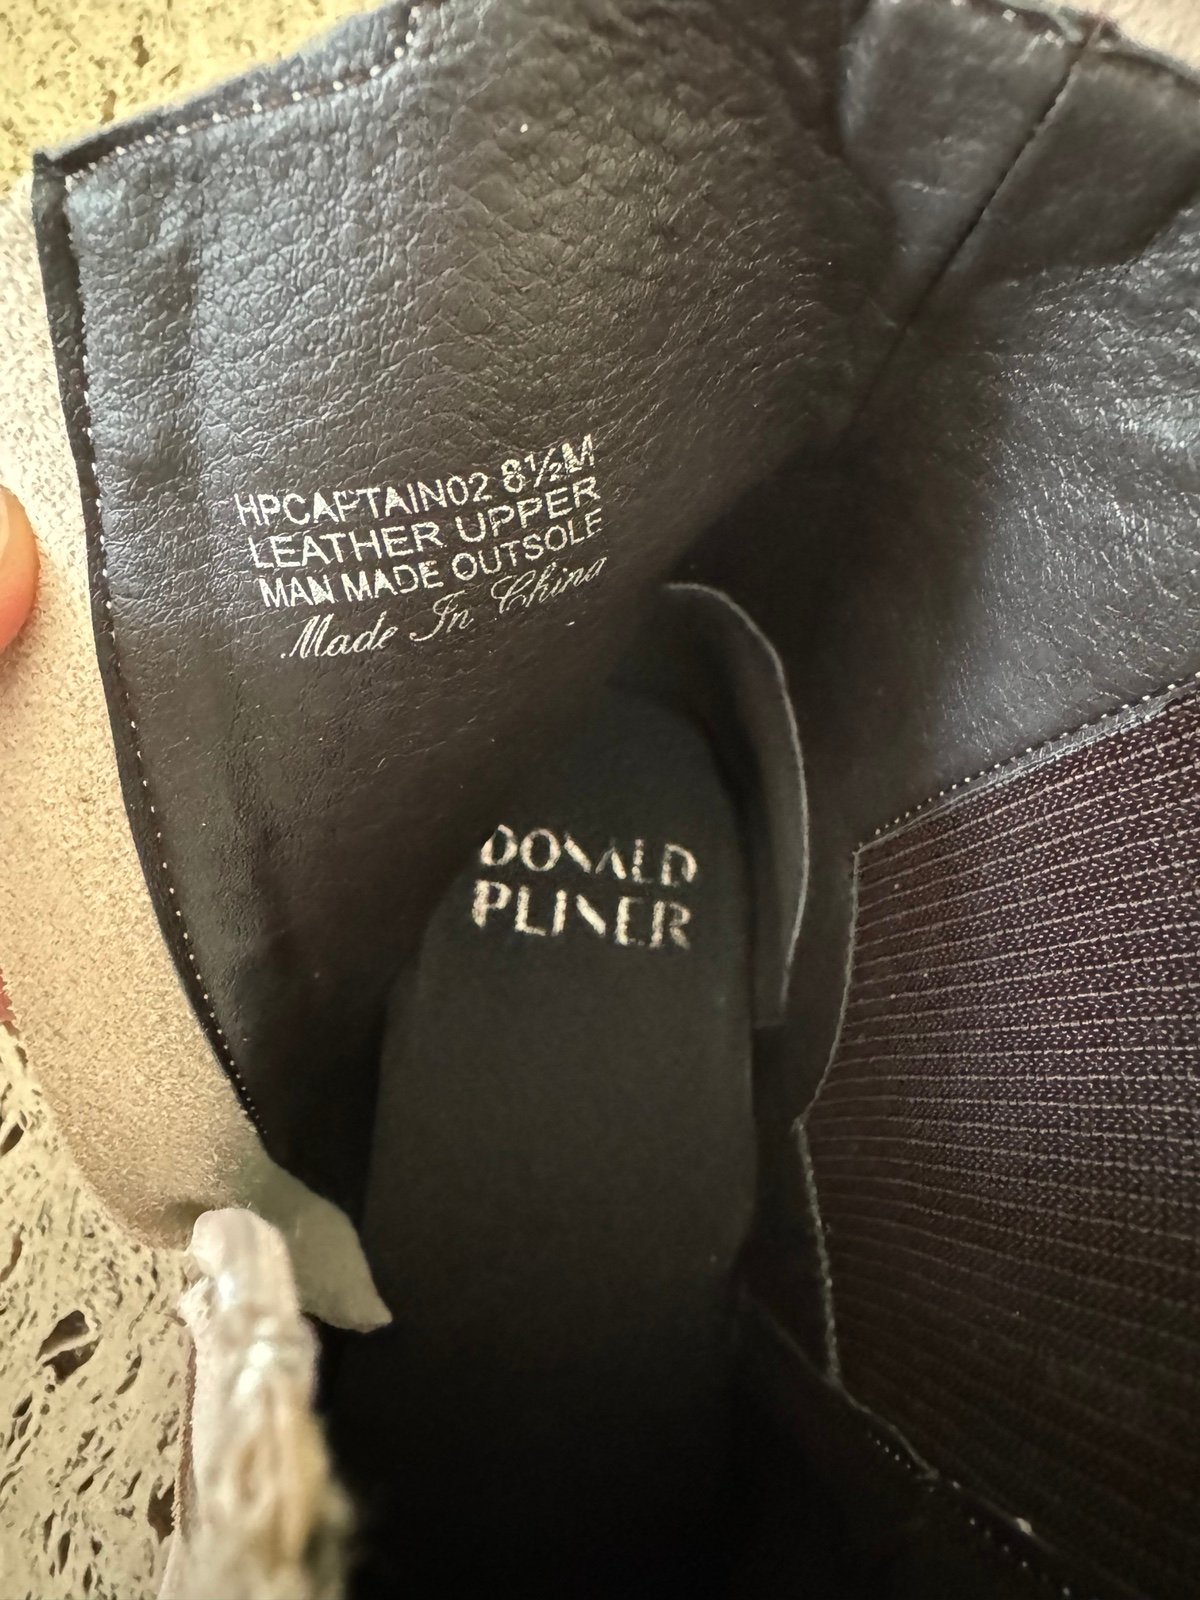 HPCAPTAIN02 8½M
LEATHER UPPER
MAN MADE OUTSOLE
Made In China
DONALD
PLINER